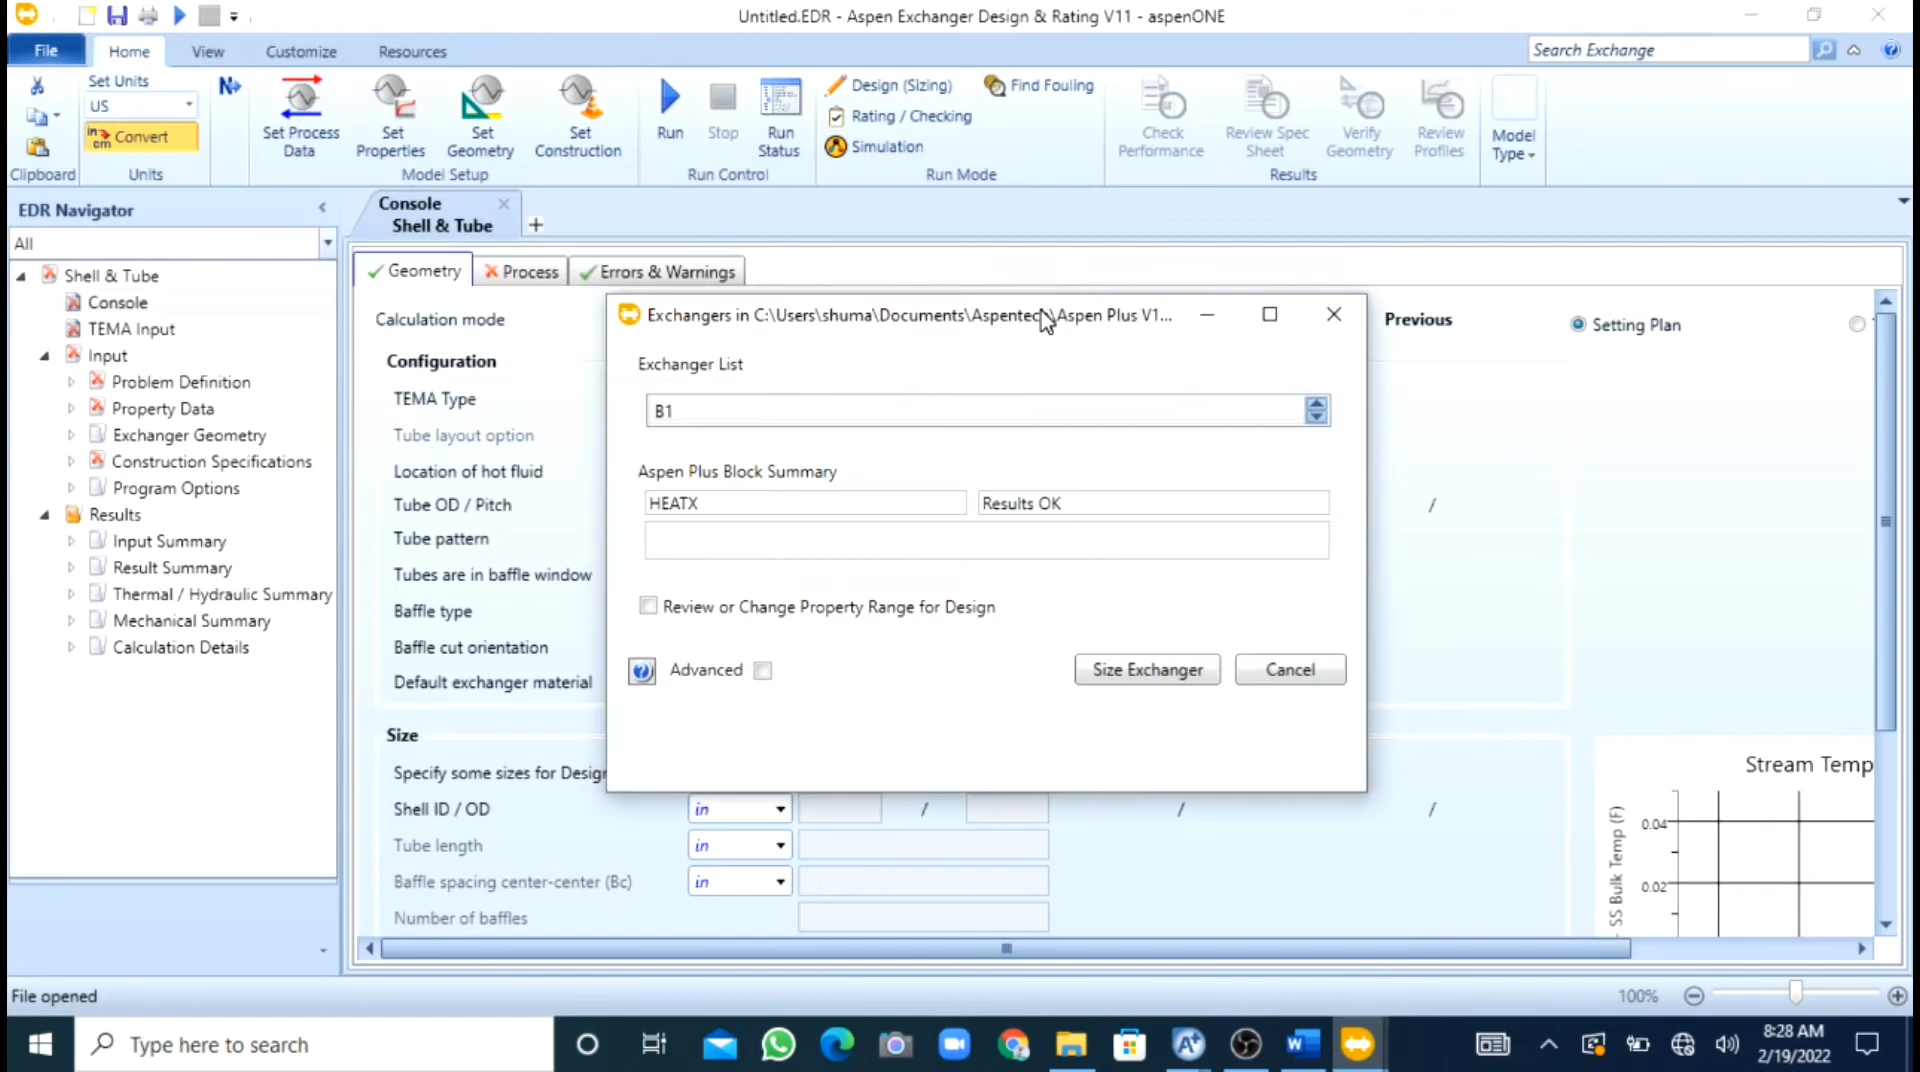 Untitled.EDR - Aspen Exchanger Design & Rating V11 - aspenONE
File
Home
View
Customize
Resources
Search Exchange
Set Units
US
in
cm
Convert
Clipboard
Units
Set Process
Data
Set
Properties
Set
Geometry
Set
Construction
Model Setup
Run
Stop
Run
Status
Run Control
Design (Sizing)
Rating / Checking
Simulation
Find Fouling
Run Mode
Check
Performance
Review Spec
Sheet
Verify
Geometry
Review
Profiles
Results
Model
Type
EDR Navigator
All
Shell & Tube
Console
TEMA Input
Input
Problem Definition
Property Data
Exchanger Geometry
Construction Specifications
Program Options
Results
Input Summary
Result Summary
Thermal / Hydraulic Summary
Mechanical Summary
Calculation Details
Console
Shell & Tube
+
Geometry
Process
Errors & Warnings
Calculation mode
Configuration
TEMA Type
Tube layout option
Location of hot fluid
Tube OD / Pitch
Tube pattern
Tubes are in baffle window
Baffle type
Baffle cut orientation
Default exchanger material
Size
Specify some sizes for Desig
Shell ID / OD
in
/
/
/
Tube length
in
Baffle spacing center-center (Bc)
in
Number of baffles
Exchangers in C:\Users\shuma\Documents\Aspentech\Aspen Plus V1...
Exchanger List
B1
Aspen Plus Block Summary
HEATX
Results OK
Review or Change Property Range for Design
Advanced
Size Exchanger
Cancel
Previous
Setting Plan
/
Stream Temp
SS Bulk Temp (F)
0.04
0.02
File opened
100%
Type here to search
8:28 AM
2/19/2022